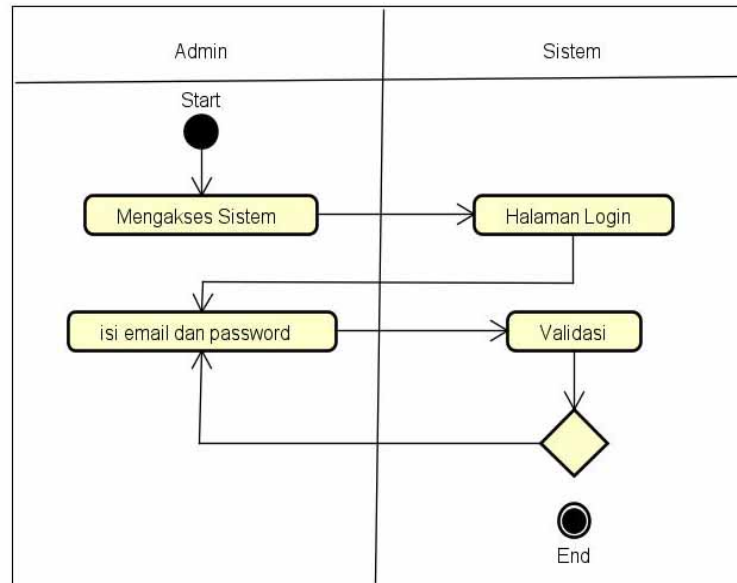 Admin
Sistem
Start
Mengakses Sistem
Halaman Login
isi email dan password
Validasi
End